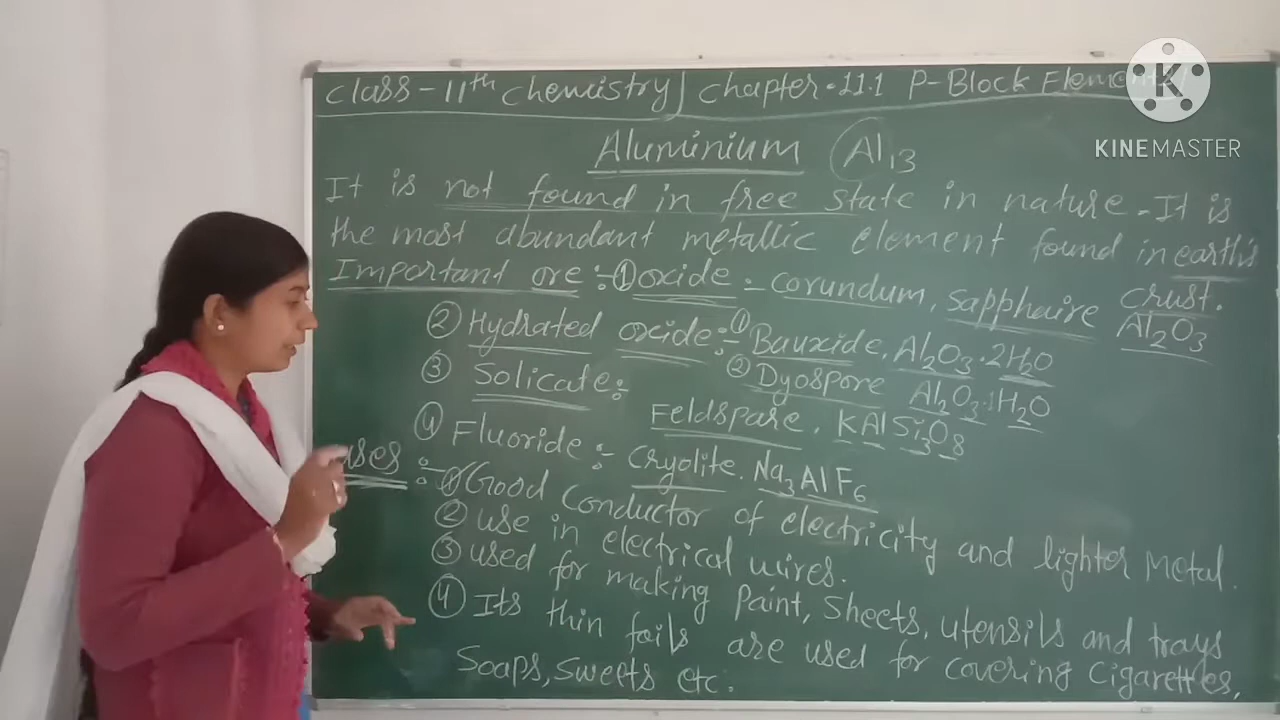 Class - 11th Chemistry] Chapter - 11.1 P-Block Elements
K
KINEMASTER
Aluminium Al13
It is not found in free state in nature. It is
the most abundant metallic element found in earth's
crust.
Important ore :- ① oxide :- corundum, sapphaire Al2O3
② Hydrated oxide :- ① Bauxide, Al2O3.2H2O
② Dyospore Al2O3.1H2O
③ Solicate :-
Feldspare, KAlSi3O8
④ Fluoride :- Cryolite. Na3AlF6
uses :- ① Good Conductor of electricity and lighter metal.
② use in electrical wires.
③ used for making paint, sheets, utensils and trays
④ Its thin foils are used for covering cigarettes,
Soaps, sweets etc.